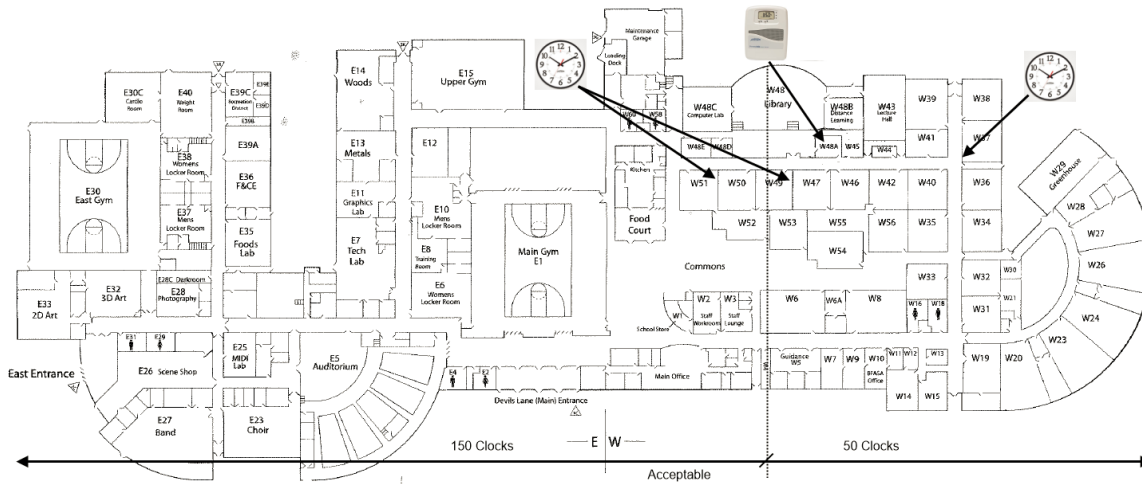 Maintenance
Garage
Loading
Dock
E14
Woods
E15
Upper Gym
E30C
Cardio
Room
E40
Weight
Room
E39C
E39E
E39D
E39B
E39A
W60
W58
W48C
Computer Lab
W48
Library
W48B
Distance
Learning
W43
Lecture
Hall
W39
W38
W37
W41
W48E
W48D
W48A
W45
W44
E13
Metals
E12
E38
Womens
Locker Room
E36
F&CE
E30
East Gym
E37
Mens
Locker Room
E35
Foods
Lab
E11
Graphics
Lab
E10
Mens
Locker Room
E7
Tech
Lab
E8
Training
Room
E6
Womens
Locker Room
Main Gym
E1
Kitchen
Food
Court
W51
W50
W49
W47
W46
W42
W40
W36
W29
Greenhouse
W28
W52
W53
W55
W56
W35
W34
W27
W54
Commons
W26
E33
2D Art
E32
3D Art
E28C Darkroom
E28
Photography
W33
W32
W30
W1
School Store
W2
Staff
Workroom
W3
Staff
Lounge
W6
W6A
W8
W16
W18
W31
W21
W24
W23
E31
E29
E26 Scene Shop
E25
MIDI
Lab
E5
Auditorium
East Entrance
E4
E2
Main Office
Guidance
W5
W7
W9
W10
W11
W12
W13
W19
W20
W14
W15
Devils Lane (Main) Entrance
E27
Band
E23
Choir
E W
150 Clocks
50 Clocks
Acceptable